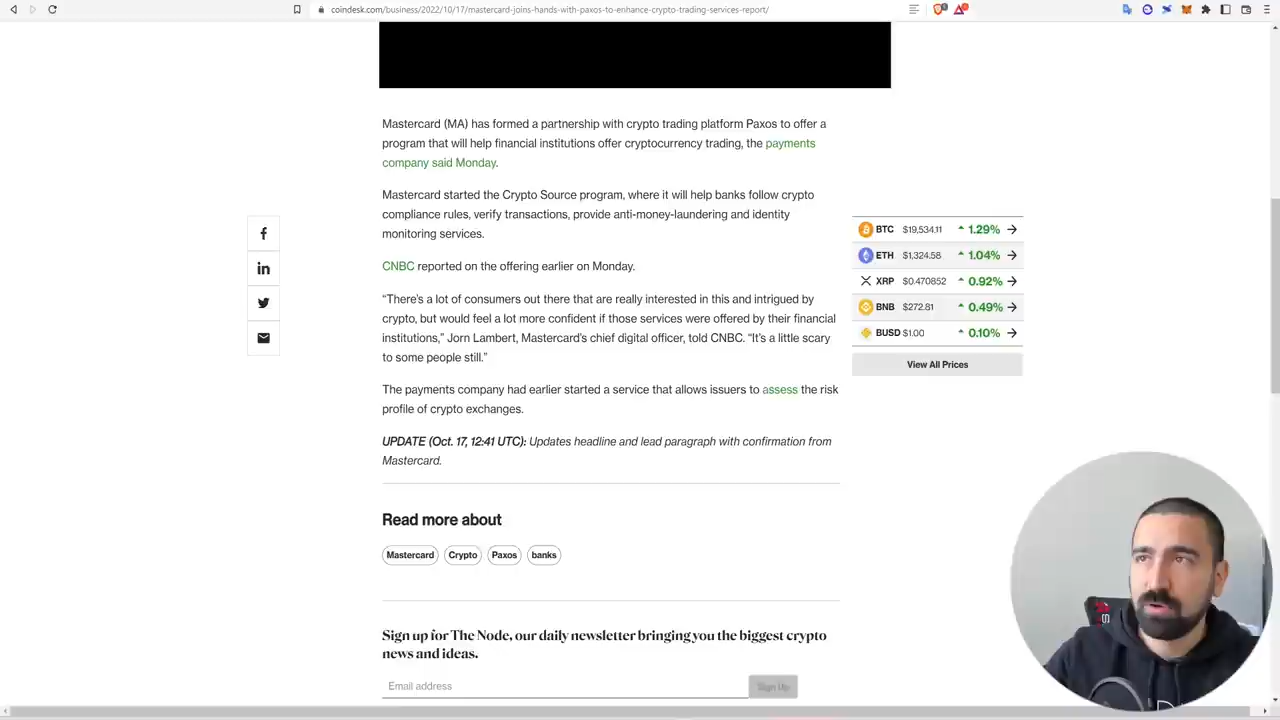 coindesk.com/business/2022/10/17/mastercard-joins-hands-with-paxos-to-enhance-crypto-trading-services-report/
Mastercard (MA) has formed a partnership with crypto trading platform Paxos to offer a
program that will help financial institutions offer cryptocurrency trading, the payments
company said Monday.
Mastercard started the Crypto Source program, where it will help banks follow crypto
compliance rules, verify transactions, provide anti-money-laundering and identity
monitoring services.
CNBC reported on the offering earlier on Monday.
“There’s a lot of consumers out there that are really interested in this and intrigued by
crypto, but would feel a lot more confident if those services were offered by their financial
institutions,” Jorn Lambert, Mastercard’s chief digital officer, told CNBC. “It’s a little scary
to some people still.”
The payments company had earlier started a service that allows issuers to assess the risk
profile of crypto exchanges.
UPDATE (Oct. 17, 12:41 UTC): Updates headline and lead paragraph with confirmation from
Mastercard.
BTC $19,534.11 1.29%
ETH $1,324.58 1.04%
XRP $0.470852 0.92%
BNB $272.81 0.49%
BUSD $1.00 0.10%
View All Prices
Read more about
Mastercard Crypto Paxos banks
Sign up for The Node, our daily newsletter bringing you the biggest crypto
news and ideas.
Email address
Sign Up